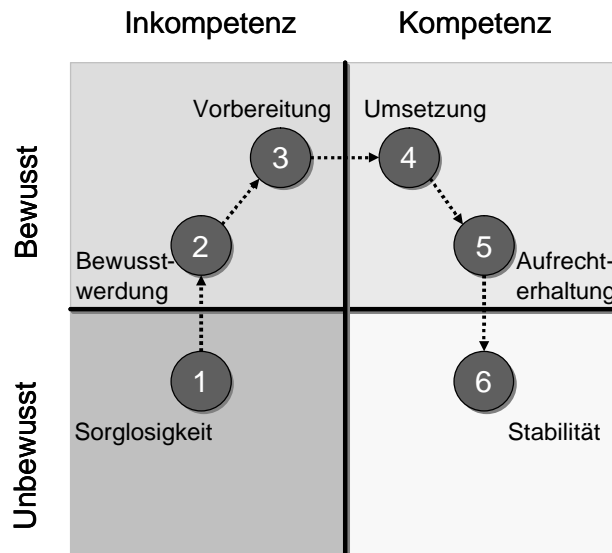 Inkompetenz
Kompetenz
Bewusst
Vorbereitung
Umsetzung
3
4
2
5
Bewusst-
werdung
Aufrecht-
erhaltung
Unbewusst
1
6
Sorglosigkeit
Stabilität